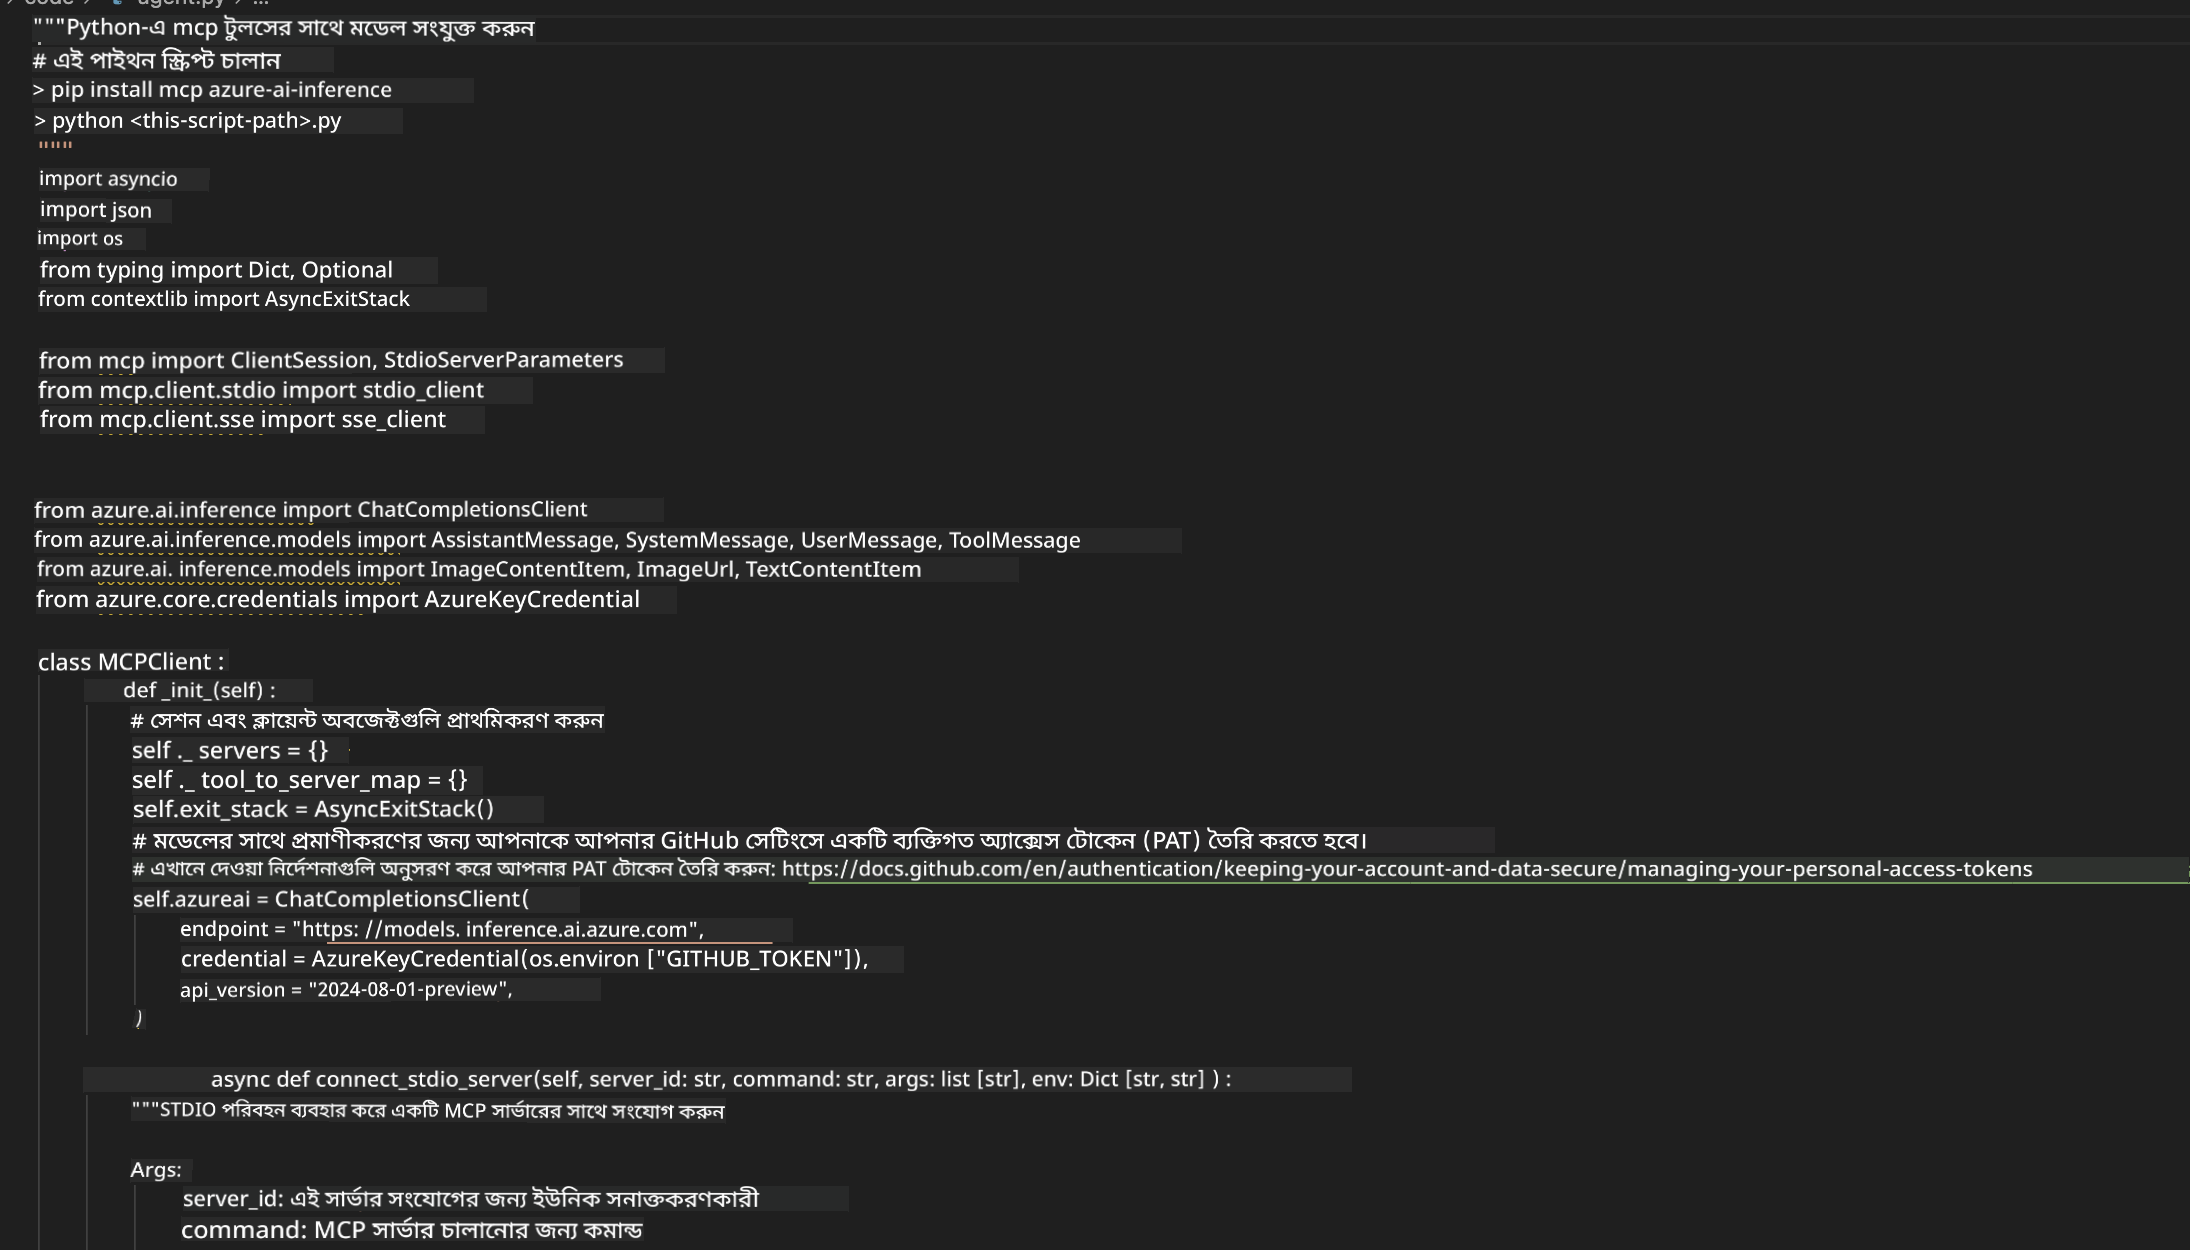 code agent.py ...
"""Python-এ mcp টুলসের সাথে মডেল সংযুক্ত করুন
# এই পাইথন স্ক্রিপ্ট চালান
> pip install mcp azure-ai-inference
> python <this-script-path>.py
"""
import asyncio
import json
import os
from typing import Dict, Optional
from contextlib import AsyncExitStack
from mcp import ClientSession, StdioServerParameters
from mcp.client.stdio import stdio_client
from mcp.client.sse import sse_client
from azure.ai.inference import ChatCompletionsClient
from azure.ai.inference.models import AssistantMessage, SystemMessage, UserMessage, ToolMessage
from azure.ai. inference.models import ImageContentItem, ImageUrl, TextContentItem
from azure.core.credentials import AzureKeyCredential
class MCPClient :
def _init_(self) :
# সেশন এবং ক্লায়েন্ট অবজেক্টগুলি প্রাথমিকরণ করুন
self ._ servers = {}
self ._ tool_to_server_map = {}
self.exit_stack = AsyncExitStack()
# মডেলের সাথে প্রমাণীকরণের জন্য আপনাকে আপনার GitHub সেটিংসে একটি ব্যক্তিগত অ্যাক্সেস টোকেন (PAT) তৈরি করতে হবে।
# এখানে দেওয়া নির্দেশনাগুলি অনুসরণ করে আপনার PAT টোকেন তৈরি করুন: https://docs.github.com/en/authentication/keeping-your-account-and-data-secure/managing-your-personal-access-tokens
self.azureai = ChatCompletionsClient(
endpoint = "https: //models. inference.ai.azure.com",
credential = AzureKeyCredential(os.environ ["GITHUB_TOKEN"]),
api_version = "2024-08-01-preview",
)
async def connect_stdio_server(self, server_id: str, command: str, args: list [str], env: Dict [str, str] ) :
"""STDIO পরিবহন ব্যবহার করে একটি MCP সার্ভারের সাথে সংযোগ করুন
Args:
server_id: এই সার্ভার সংযোগের জন্য ইউনিক সনাক্তকরণকারী
command: MCP সার্ভার চালানোর জন্য কমান্ড